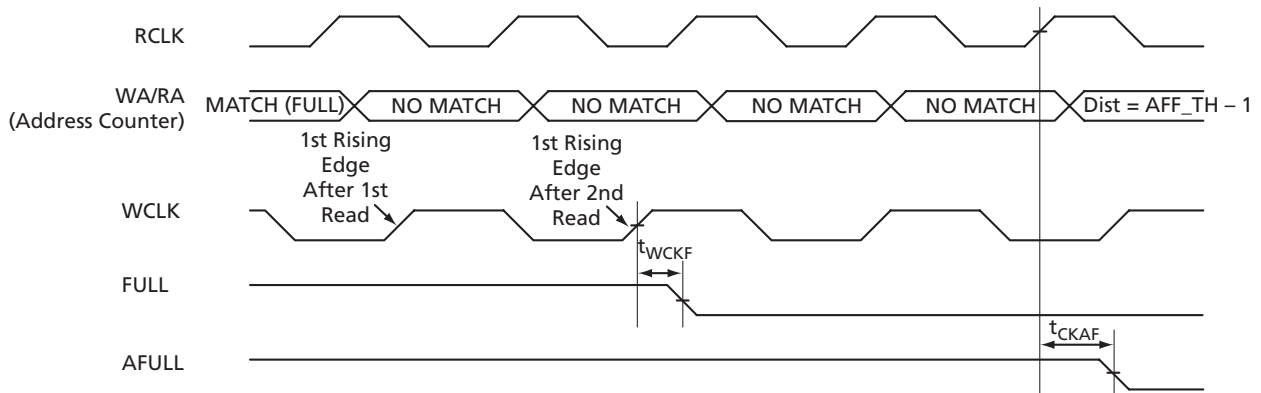 RCLK
WA/RA
(Address Counter)
MATCH (FULL)
NO MATCH
NO MATCH
NO MATCH
NO MATCH
Dist = AFF_TH – 1
1st Rising
Edge
After 1st
Read
1st Rising
Edge
After 2nd
Read
WCLK
tWCKF
FULL
tCKAF
AFULL